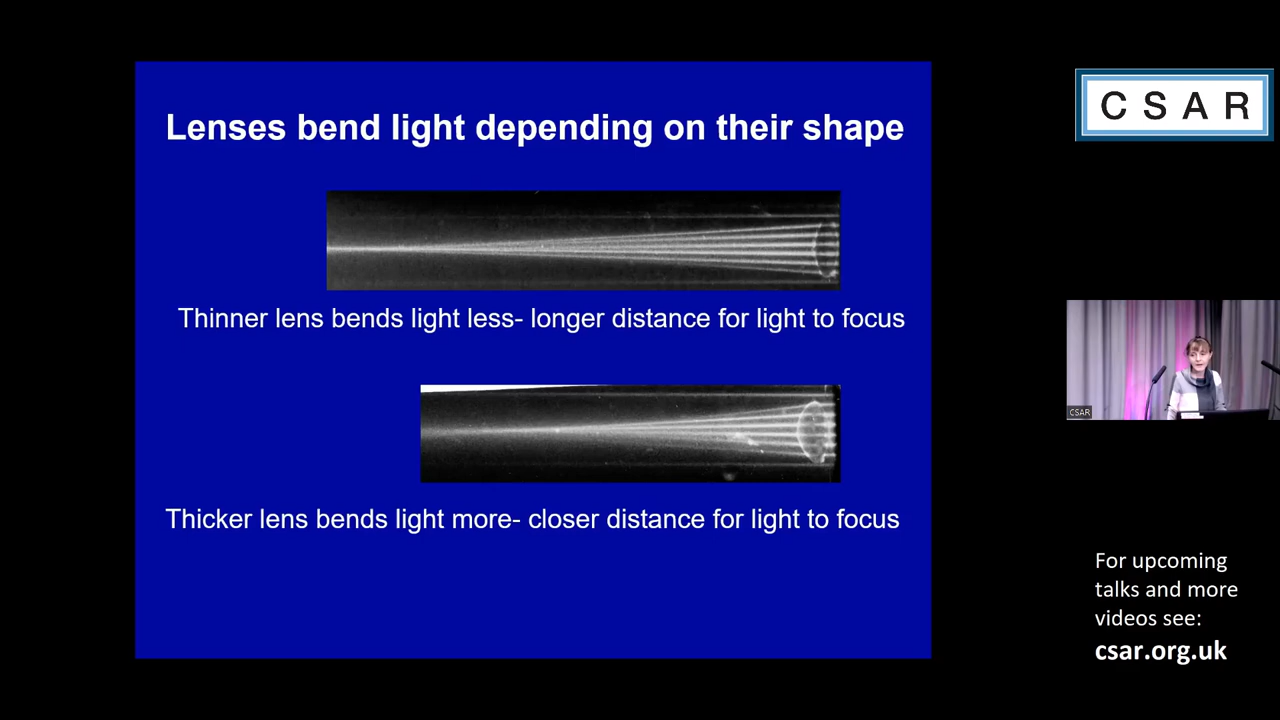 Lenses bend light depending on their shape
Thinner lens bends light less- longer distance for light to focus
Thicker lens bends light more- closer distance for light to focus
CSAR
CSAR
For upcoming
talks and more
videos see:
csar.org.uk